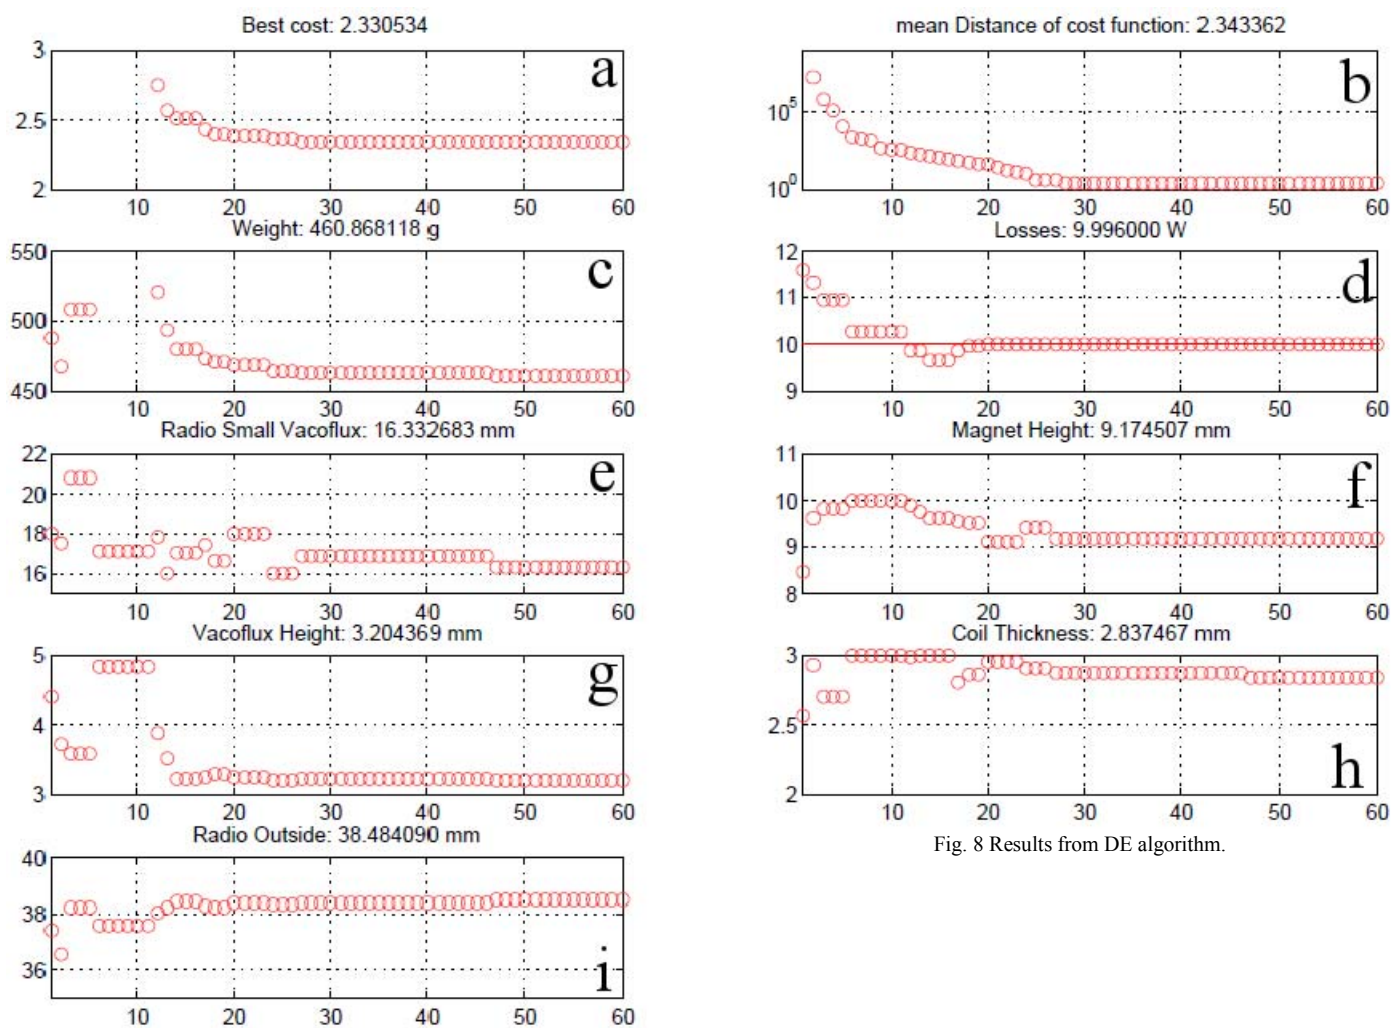 Best cost: 2.330534
3
2.5
2
a
10 20 30 40 50 60
mean Distance of cost function: 2.343362
10^5
10^0
b
10 20 30 40 50 60
Weight: 460.868118 g
550
500
450
c
10 20 30 40 50 60
Losses: 9.996000 W
12
11
10
9
d
10 20 30 40 50 60
Radio Small Vacoflux: 16.332683 mm
22
20
18
16
e
10 20 30 40 50 60
Magnet Height: 9.174507 mm
11
10
9
8
f
10 20 30 40 50 60
Vacoflux Height: 3.204369 mm
5
4
3
g
10 20 30 40 50 60
Coil Thickness: 2.837467 mm
3
2.5
2
h
10 20 30 40 50 60
Radio Outside: 38.484090 mm
40
38
36
i
10 20 30 40 50 60
Fig. 8 Results from DE algorithm.